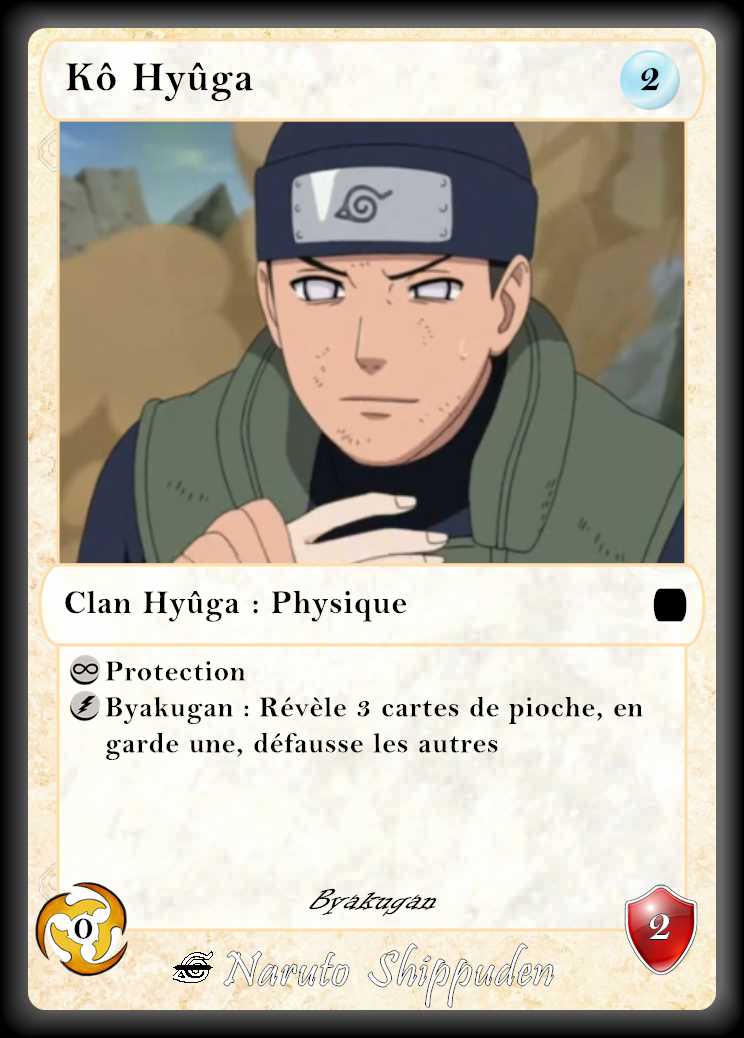 Kô Hyûga
2
Clan Hyûga : Physique
Protection
Byakugan : Révèle 3 cartes de pioche, en
garde une, défausse les autres
Byakugan
0
2
Naruto Shippuden